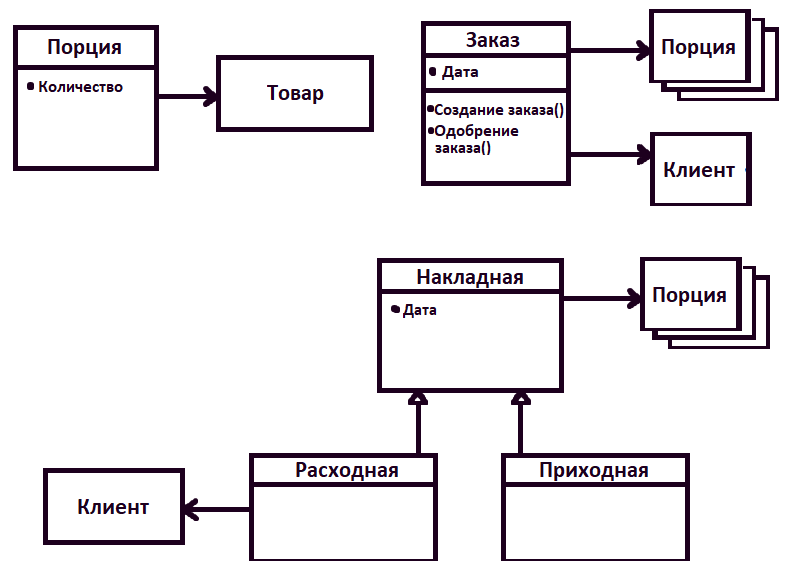 Порция
• Количество
Товар
Заказ
• Дата
•Создание заказа()
•Одобрение
заказа()
Порция
Клиент
Накладная
• Дата
Порция
Расходная
Клиент
Приходная